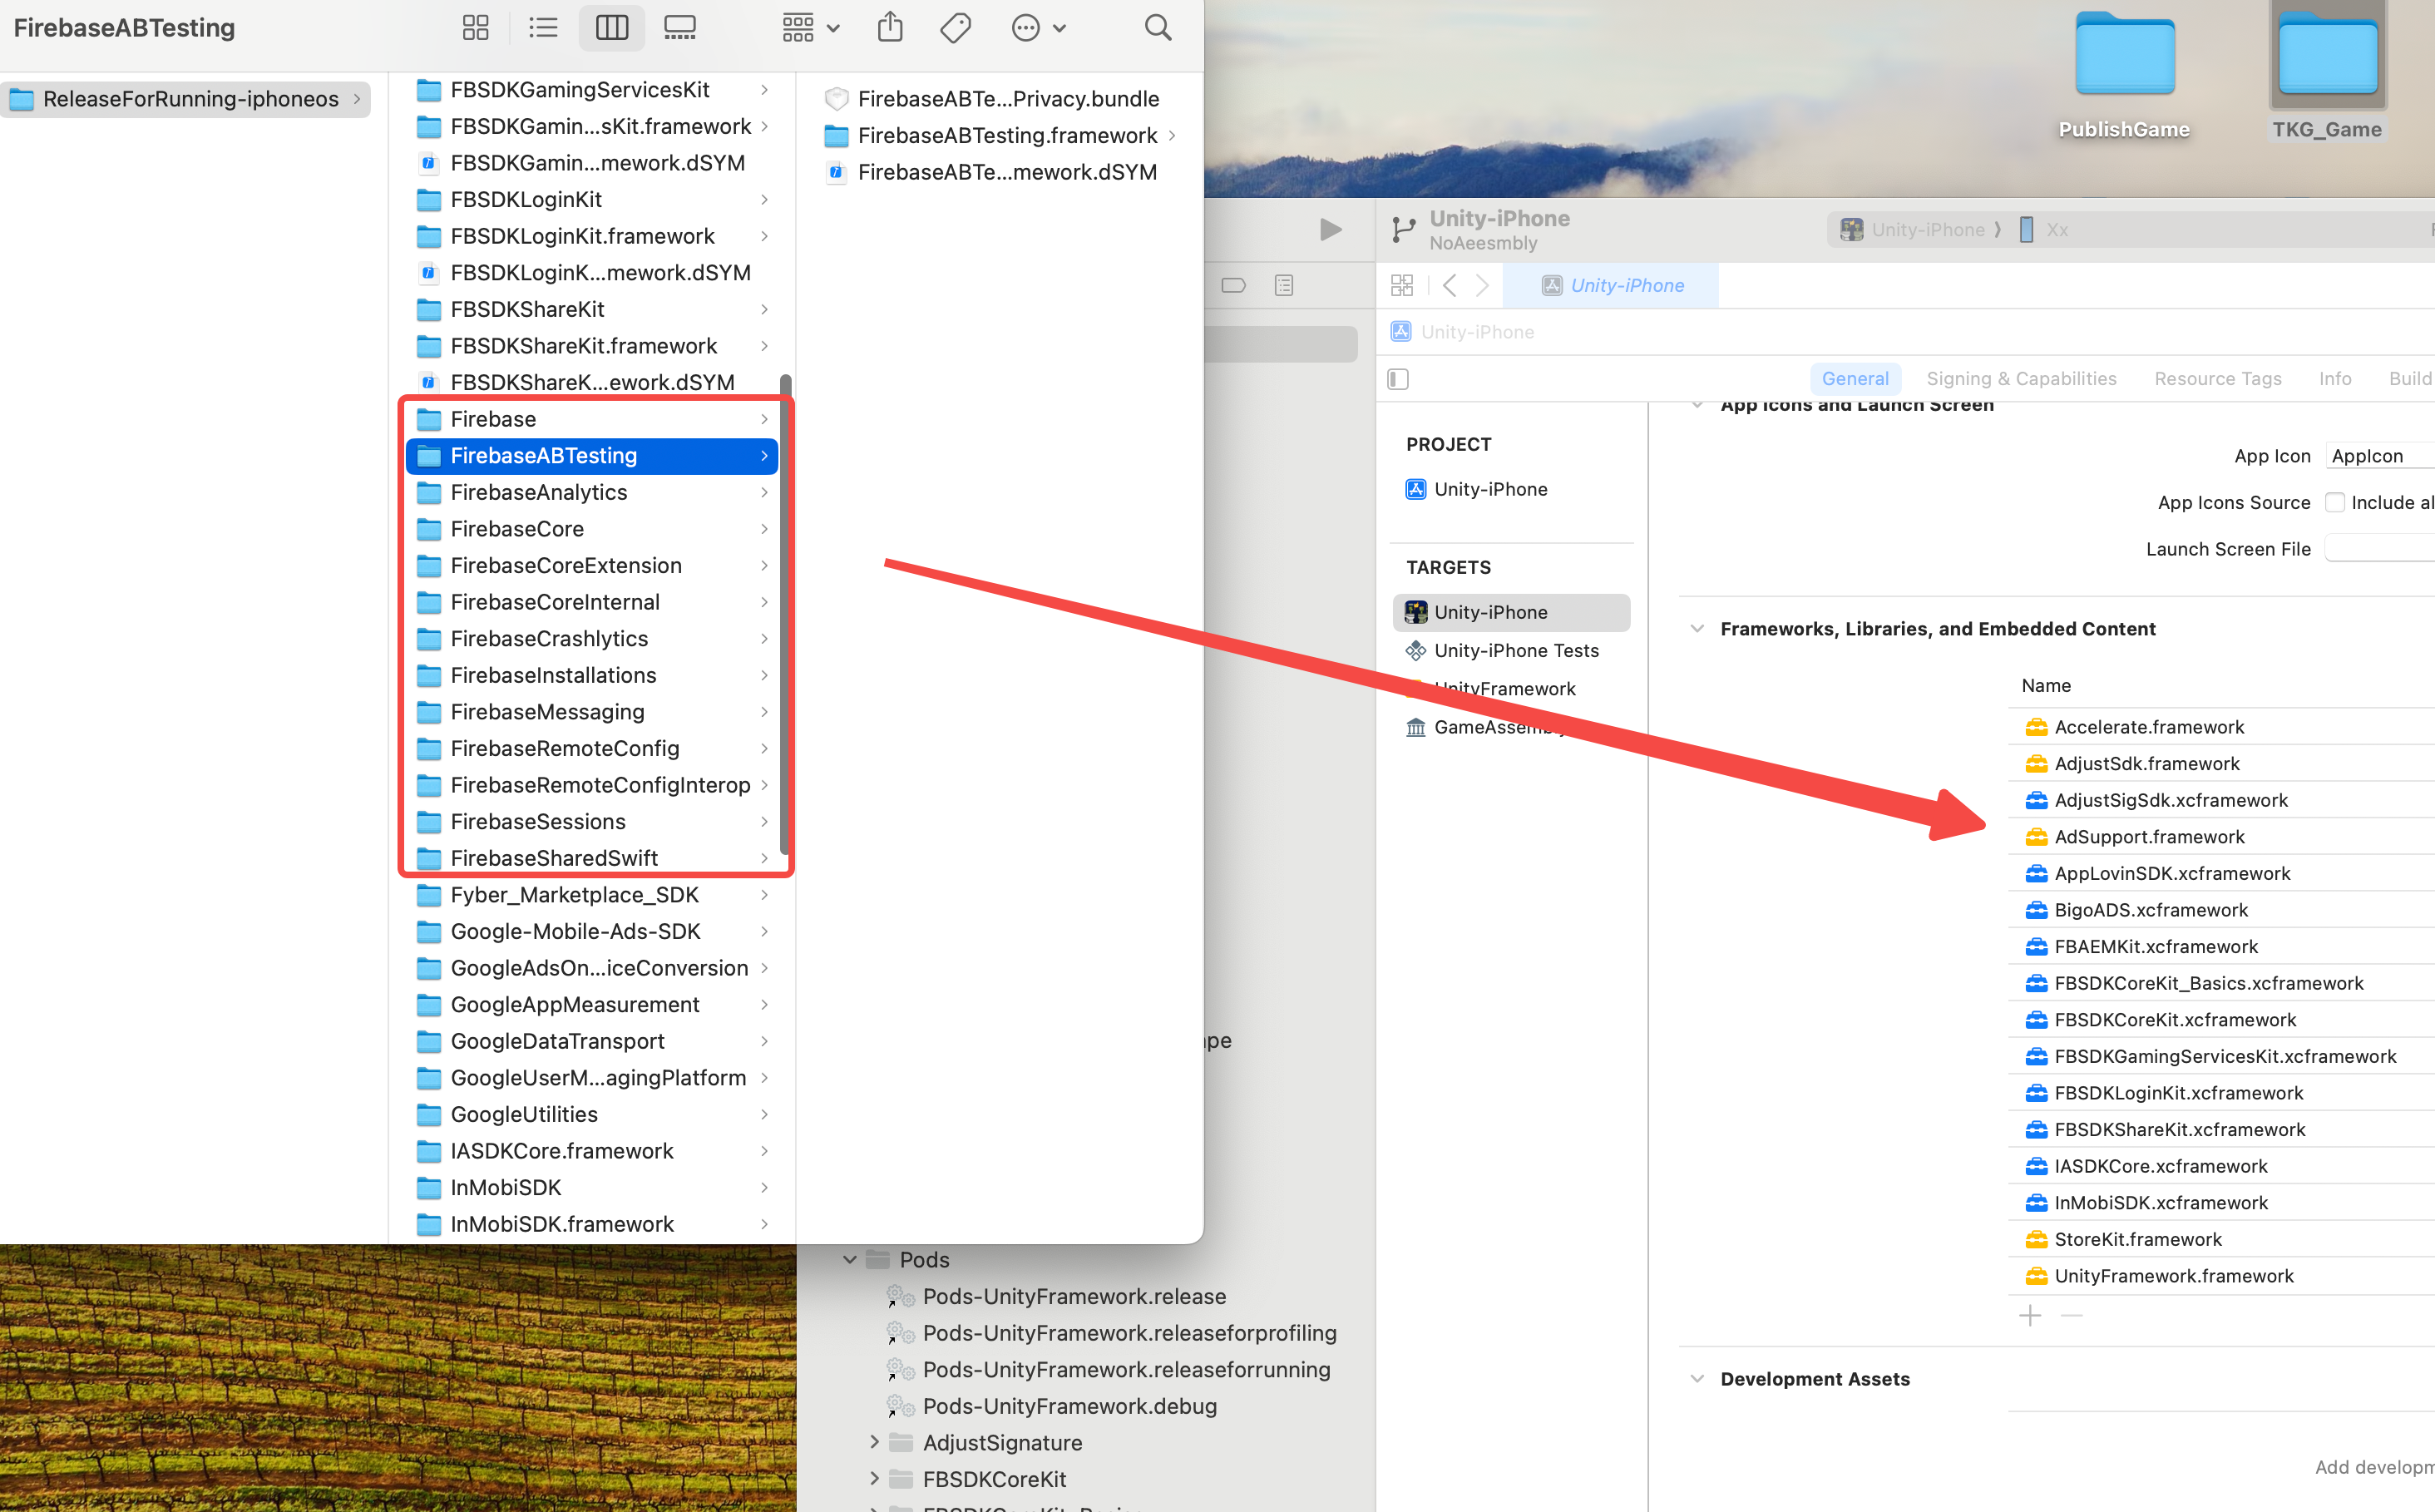 FirebaseABTesting
ReleaseForRunning-iphoneos
FBSDKGamingServicesKit
FBSDKGamin...sKit.framework
FBSDKGamin...mework.dSYM
FBSDKLoginKit
FBSDKLoginKit.framework
FBSDKLoginK...mework.dSYM
FBSDKShareKit
FBSDKShareKit.framework
FBSDKShareK...ework.dSYM
Firebase
FirebaseABTesting
FirebaseAnalytics
FirebaseCore
FirebaseCoreExtension
FirebaseCoreInternal
FirebaseCrashlytics
FirebaseInstallations
FirebaseMessaging
FirebaseRemoteConfig
FirebaseRemoteConfigInterop
FirebaseSessions
FirebaseSharedSwift
Fyber_Marketplace_SDK
Google-Mobile-Ads-SDK
GoogleAdsOn...iceConversion
GoogleAppMeasurement
GoogleDataTransport
GoogleUserM...agingPlatform
GoogleUtilities
IASDKCore.framework
InMobiSDK
InMobiSDK.framework
FirebaseABTe...Privacy.bundle
FirebaseABTesting.framework
FirebaseABTe...mework.dSYM
PublishGame
TKG_Game
Unity-iPhone
NoAeesmbly
Unity-iPhone
Xx
Unity-iPhone
Unity-iPhone
General
Signing & Capabilities
Resource Tags
Info
Build
PROJECT
Unity-iPhone
TARGETS
Unity-iPhone
Unity-iPhone Tests
UnityFramework
GameAssembly
App Icons and Launch Screen
App Icon
AppIcon
App Icons Source
Include al
Launch Screen File
Frameworks, Libraries, and Embedded Content
Name
Accelerate.framework
AdjustSdk.framework
AdjustSigSdk.xcframework
AdSupport.framework
AppLovinSDK.xcframework
BigoADS.xcframework
FBAEMKit.xcframework
FBSDKCoreKit_Basics.xcframework
FBSDKCoreKit.xcframework
FBSDKGamingServicesKit.xcframework
FBSDKLoginKit.xcframework
FBSDKShareKit.xcframework
IASDKCore.xcframework
InMobiSDK.xcframework
StoreKit.framework
UnityFramework.framework
Development Assets
Add developm
Pods
Pods-UnityFramework.release
Pods-UnityFramework.releaseforprofiling
Pods-UnityFramework.releaseforrunning
Pods-UnityFramework.debug
AdjustSignature
FBSDKCoreKit